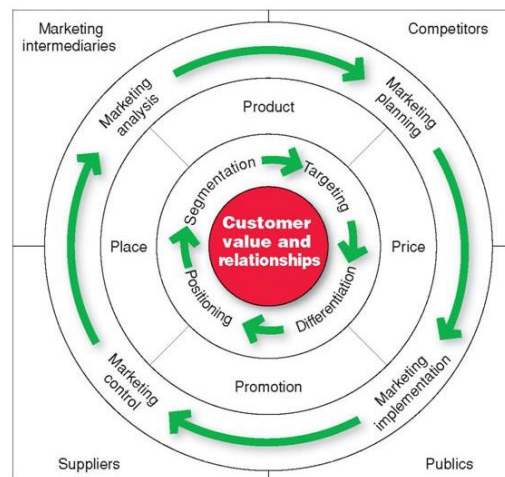 Marketing
intermediaries
Competitors
Marketing
analysis
Marketing
planning
Product
Segmentation
Targeting
Customer
value and
relationships
Place
Price
Positioning
Differentiation
Promotion
Marketing
control
Marketing
implementation
Suppliers
Publics